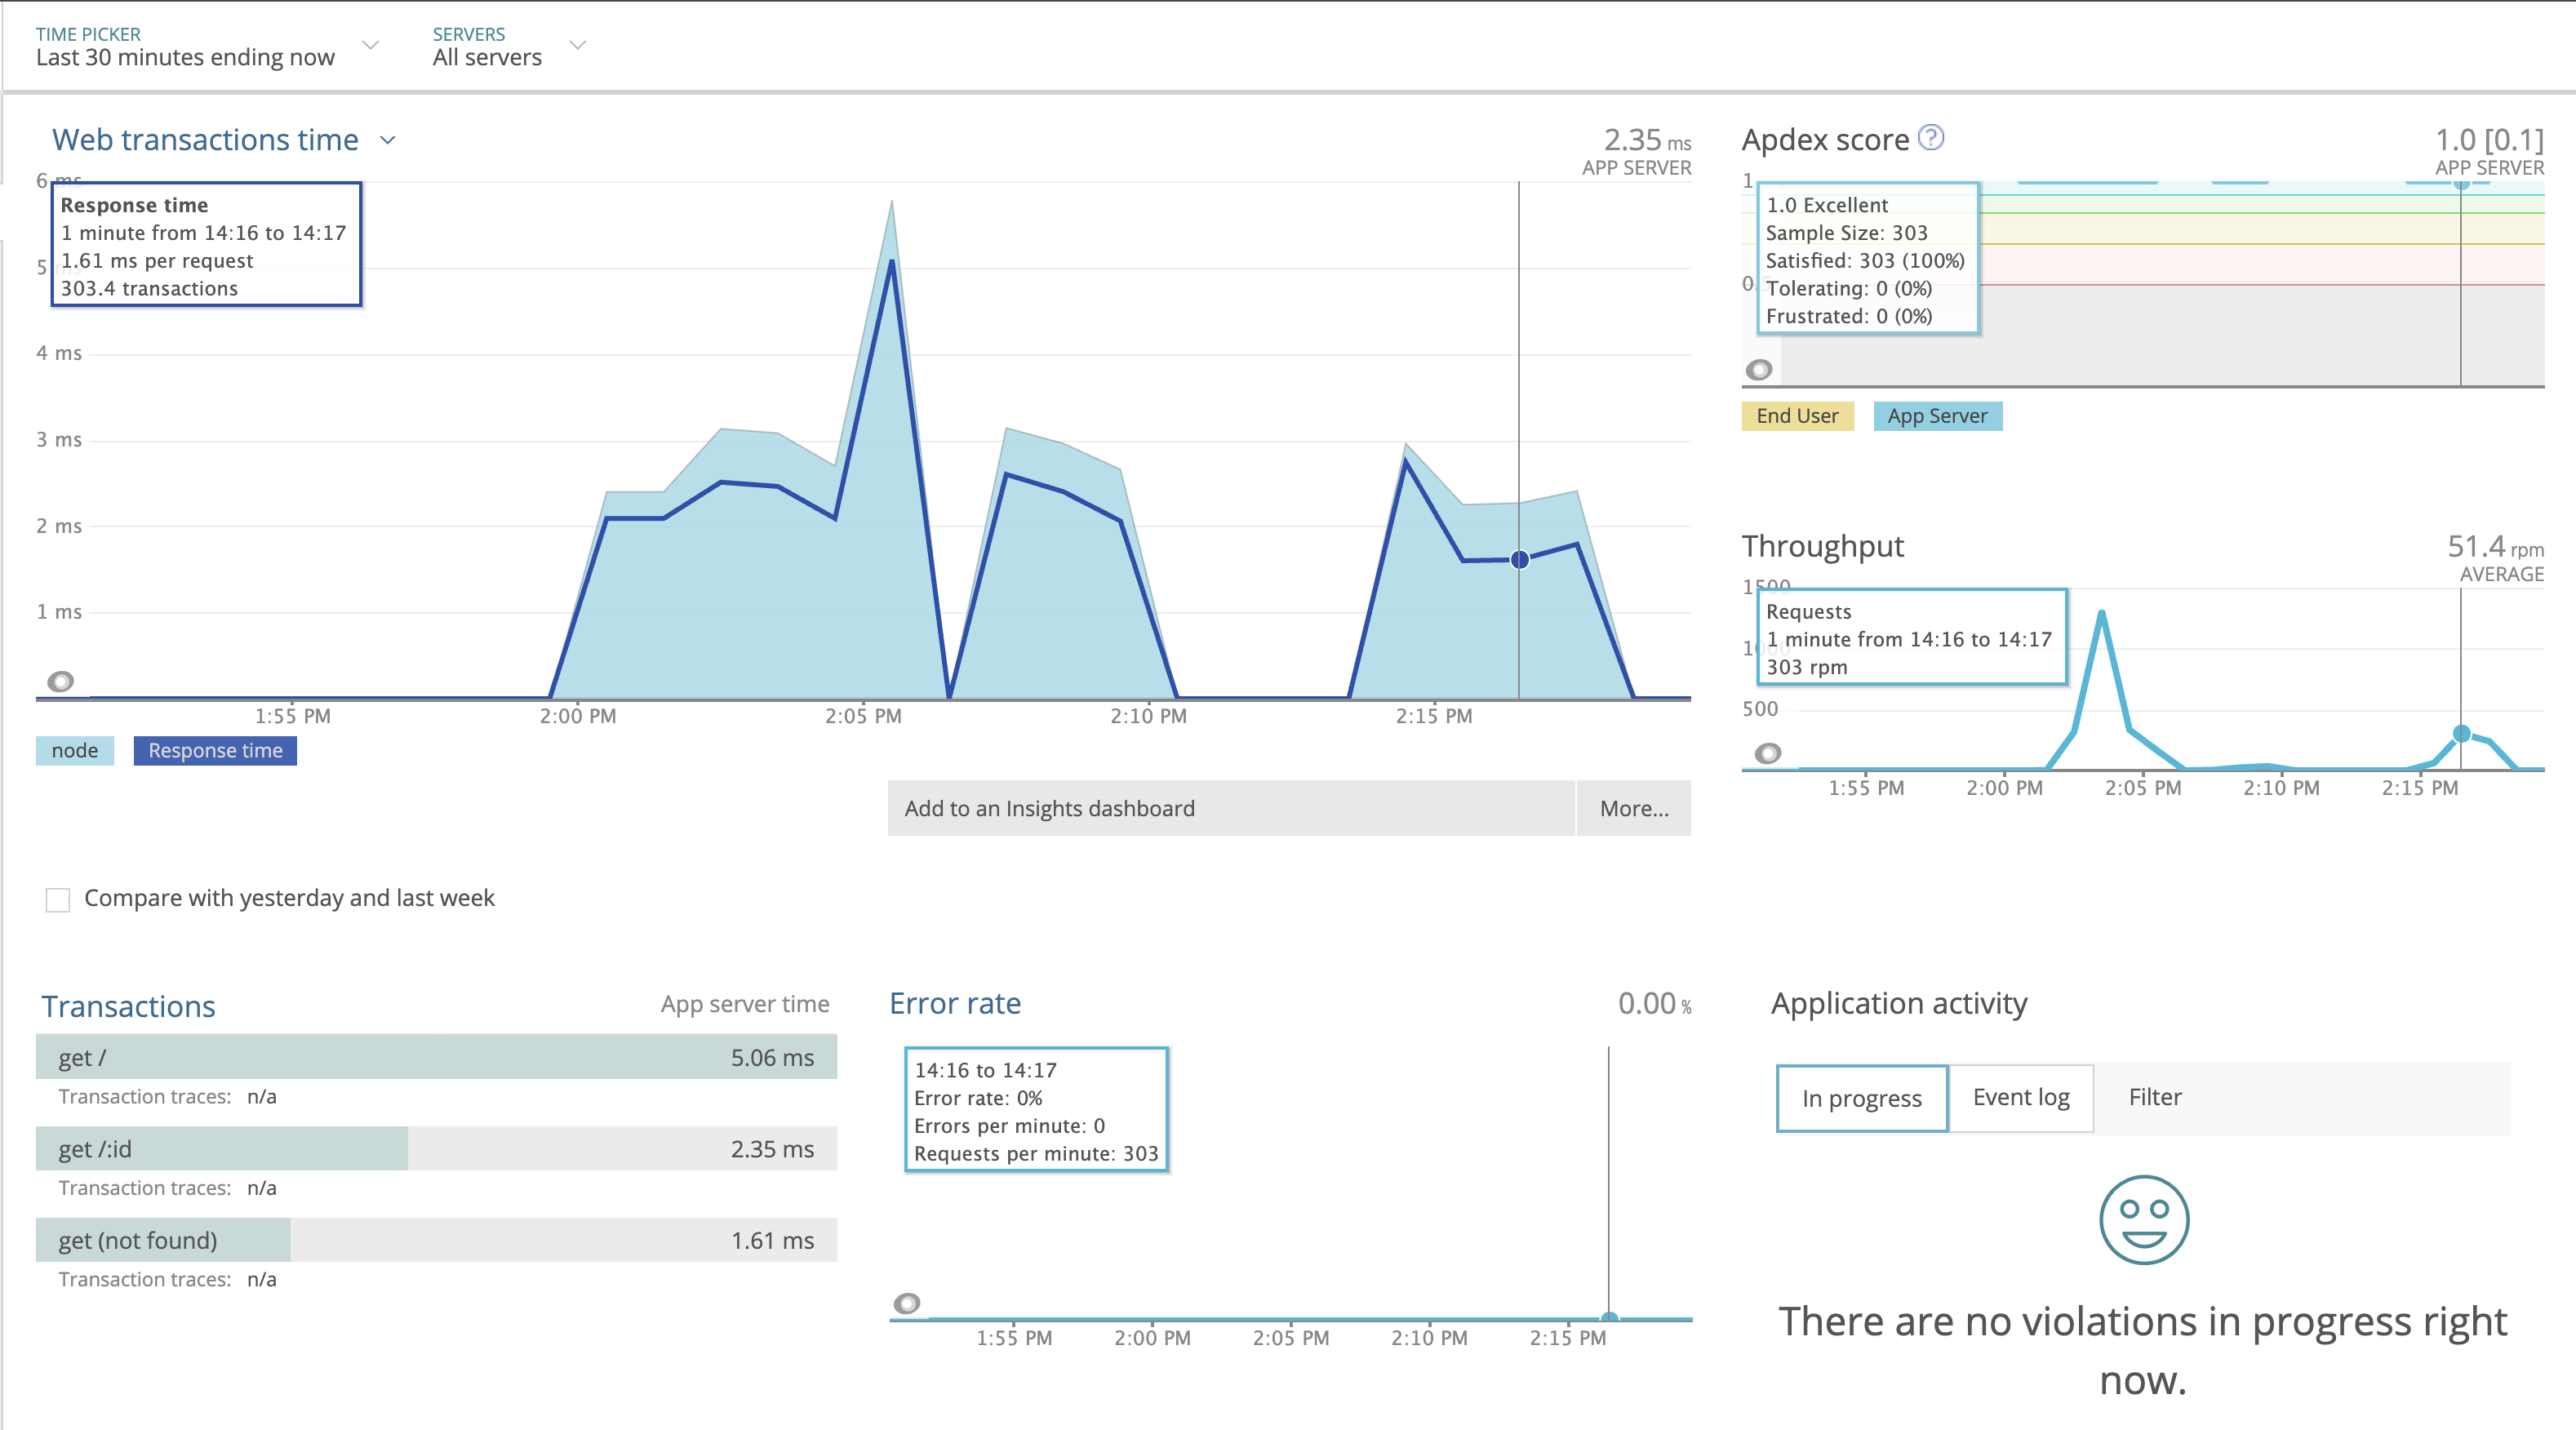 TIME PICKER
Last 30 minutes ending now
SERVERS
All servers
Web transactions time
2.35 ms
APP SERVER
6 ms
5
4 ms
3 ms
2 ms
1 ms
Response time
1 minute from 14:16 to 14:17
1.61 ms per request
303.4 transactions
1:55 PM
2:00 PM
2:05 PM
2:10 PM
2:15 PM
node
Response time
Add to an Insights dashboard
More...
Compare with yesterday and last week
Apdex score ?
1.0 [0.1]
APP SERVER
1
0.5
1.0 Excellent
Sample Size: 303
Satisfied: 303 (100%)
Tolerating: 0 (0%)
Frustrated: 0 (0%)
End User
App Server
Throughput
51.4 rpm
AVERAGE
1500
1000
500
Requests
1 minute from 14:16 to 14:17
303 rpm
1:55 PM
2:00 PM
2:05 PM
2:10 PM
2:15 PM
Transactions
App server time
get /
5.06 ms
Transaction traces: n/a
get /:id
2.35 ms
Transaction traces: n/a
get (not found)
1.61 ms
Transaction traces: n/a
Error rate
0.00 %
14:16 to 14:17
Error rate: 0%
Errors per minute: 0
Requests per minute: 303
1:55 PM
2:00 PM
2:05 PM
2:10 PM
2:15 PM
Application activity
In progress
Event log
Filter
There are no violations in progress right
now.